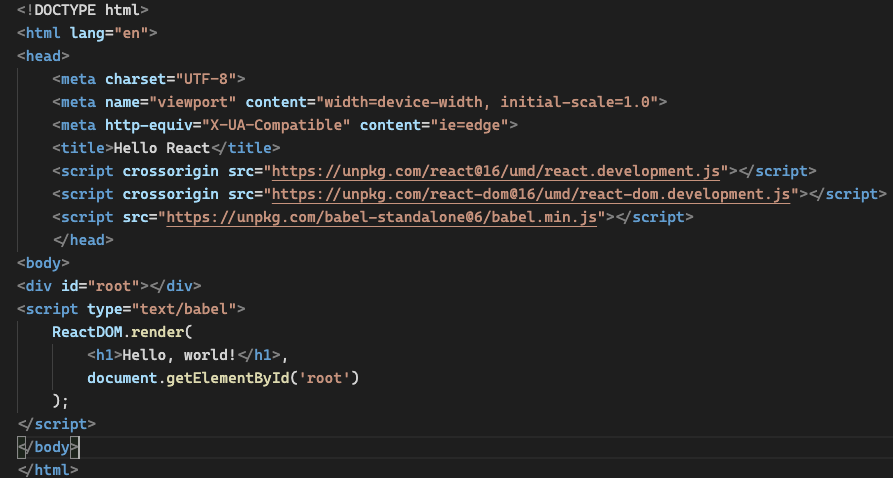 <!DOCTYPE html>
<html lang="en">
<head>
    <meta charset="UTF-8">
    <meta name="viewport" content="width=device-width, initial-scale=1.0">
    <meta http-equiv="X-UA-Compatible" content="ie=edge">
    <title>Hello React</title>
    <script crossorigin src="https://unpkg.com/react@16/umd/react.development.js"></script>
    <script crossorigin src="https://unpkg.com/react-dom@16/umd/react-dom.development.js"></script>
    <script src="https://unpkg.com/babel-standalone@6/babel.min.js"></script>
    </head>
<body>
<div id="root"></div>
<script type="text/babel">
    ReactDOM.render(
        <h1>Hello, world!</h1>,
        document.getElementById('root')
    );
</script>
</body>
</html>